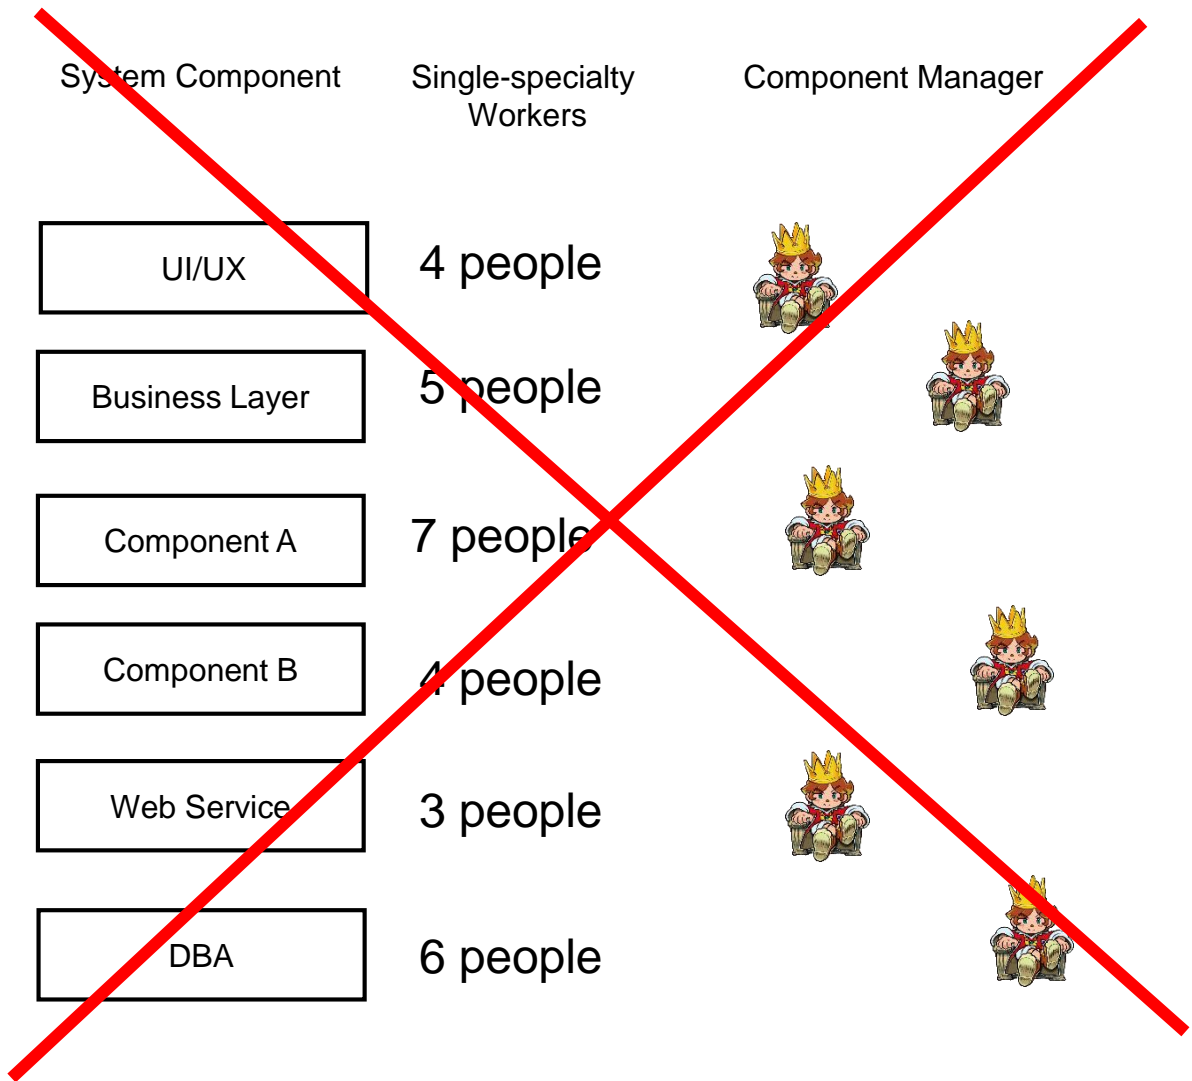 System Component
Single-specialty
Workers
Component Manager
UI/UX
4 people
Business Layer
5 people
Component A
7 people
Component B
4 people
Web Service
3 people
DBA
6 people